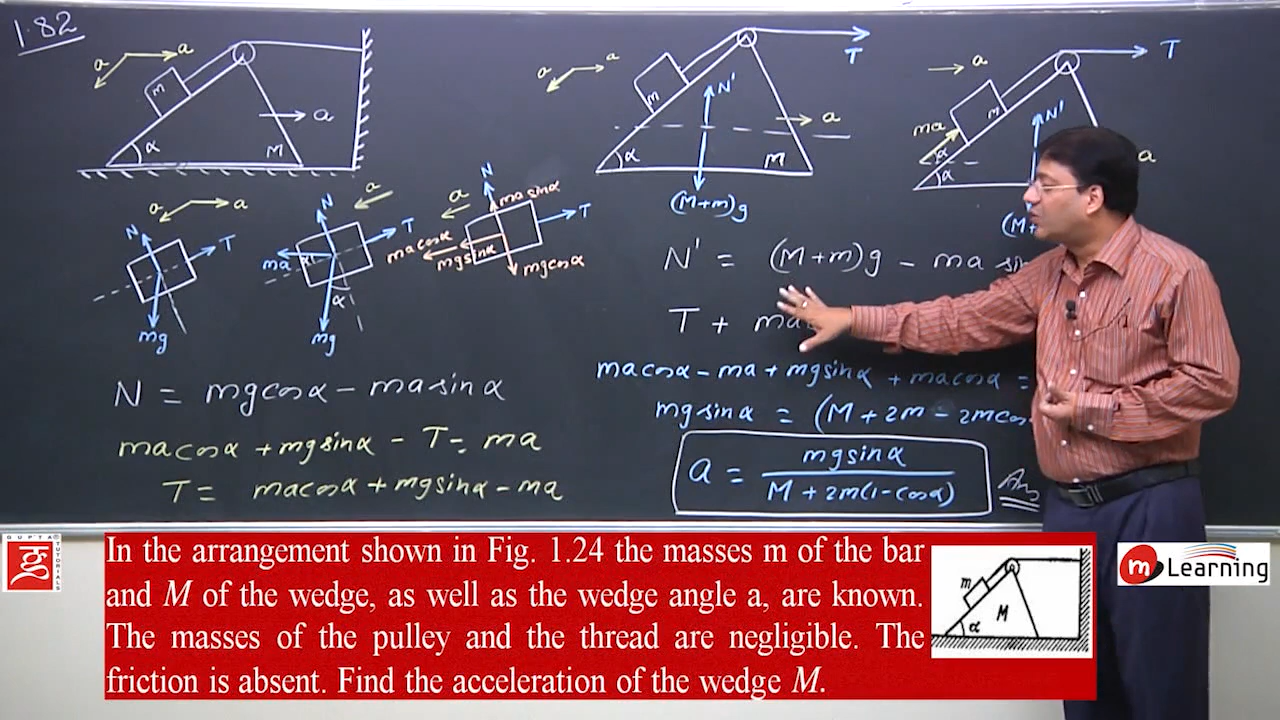 1.82
a a
m
α M
a
a a
N T
mg
a
N T
ma α
α
mg
a
N
ma sinα
T
macosα
mgsinα
mgcosα
N = mgcosα - masinα
macosα + mgsinα - T = ma
T = macosα + mgsinα - ma
a a
T
m N'
a
α M
(M+m)g
a
T
m
ma N'
α
α a
N' = (M+m)g - ma
T +
macosα - ma + mgsinα + macosα =
mgsinα = (M + 2m - 2mcos
a = mgsinα / M + 2m(1-cosα) Ans
GUPTA TUTORIALS
In the arrangement shown in Fig. 1.24 the masses m of the bar
and M of the wedge, as well as the wedge angle a, are known.
The masses of the pulley and the thread are negligible. The
friction is absent. Find the acceleration of the wedge M.
m
M
α
m Learning